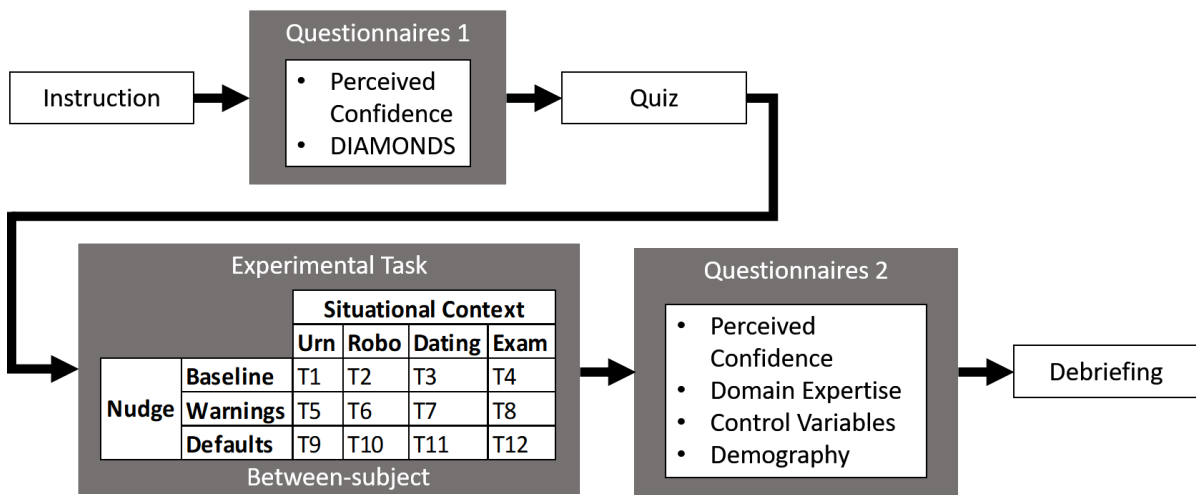 Questionnaires 1
Instruction
• Perceived
Confidence
• DIAMONDS
Quiz
Experimental Task
Situational Context
Urn Robo Dating Exam
Nudge
Baseline T1 T2 T3 T4
Warnings T5 T6 T7 T8
Defaults T9 T10 T11 T12
Between-subject
Questionnaires 2
• Perceived
Confidence
• Domain Expertise
• Control Variables
• Demography
Debriefing